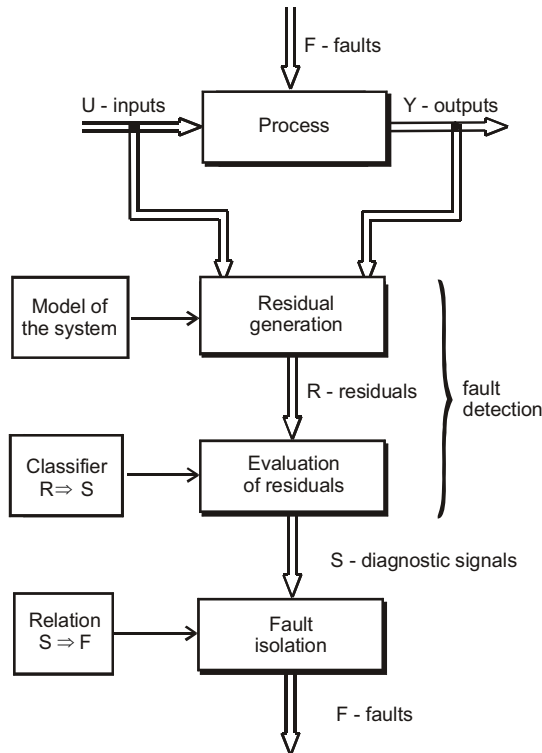 F - faults
U - inputs
Y - outputs
Process
Model of
the system
Residual
generation
R - residuals
fault
detection
Classifier
R⇒ S
Evaluation
of residuals
S - diagnostic signals
Relation
S ⇒ F
Fault
isolation
F - faults